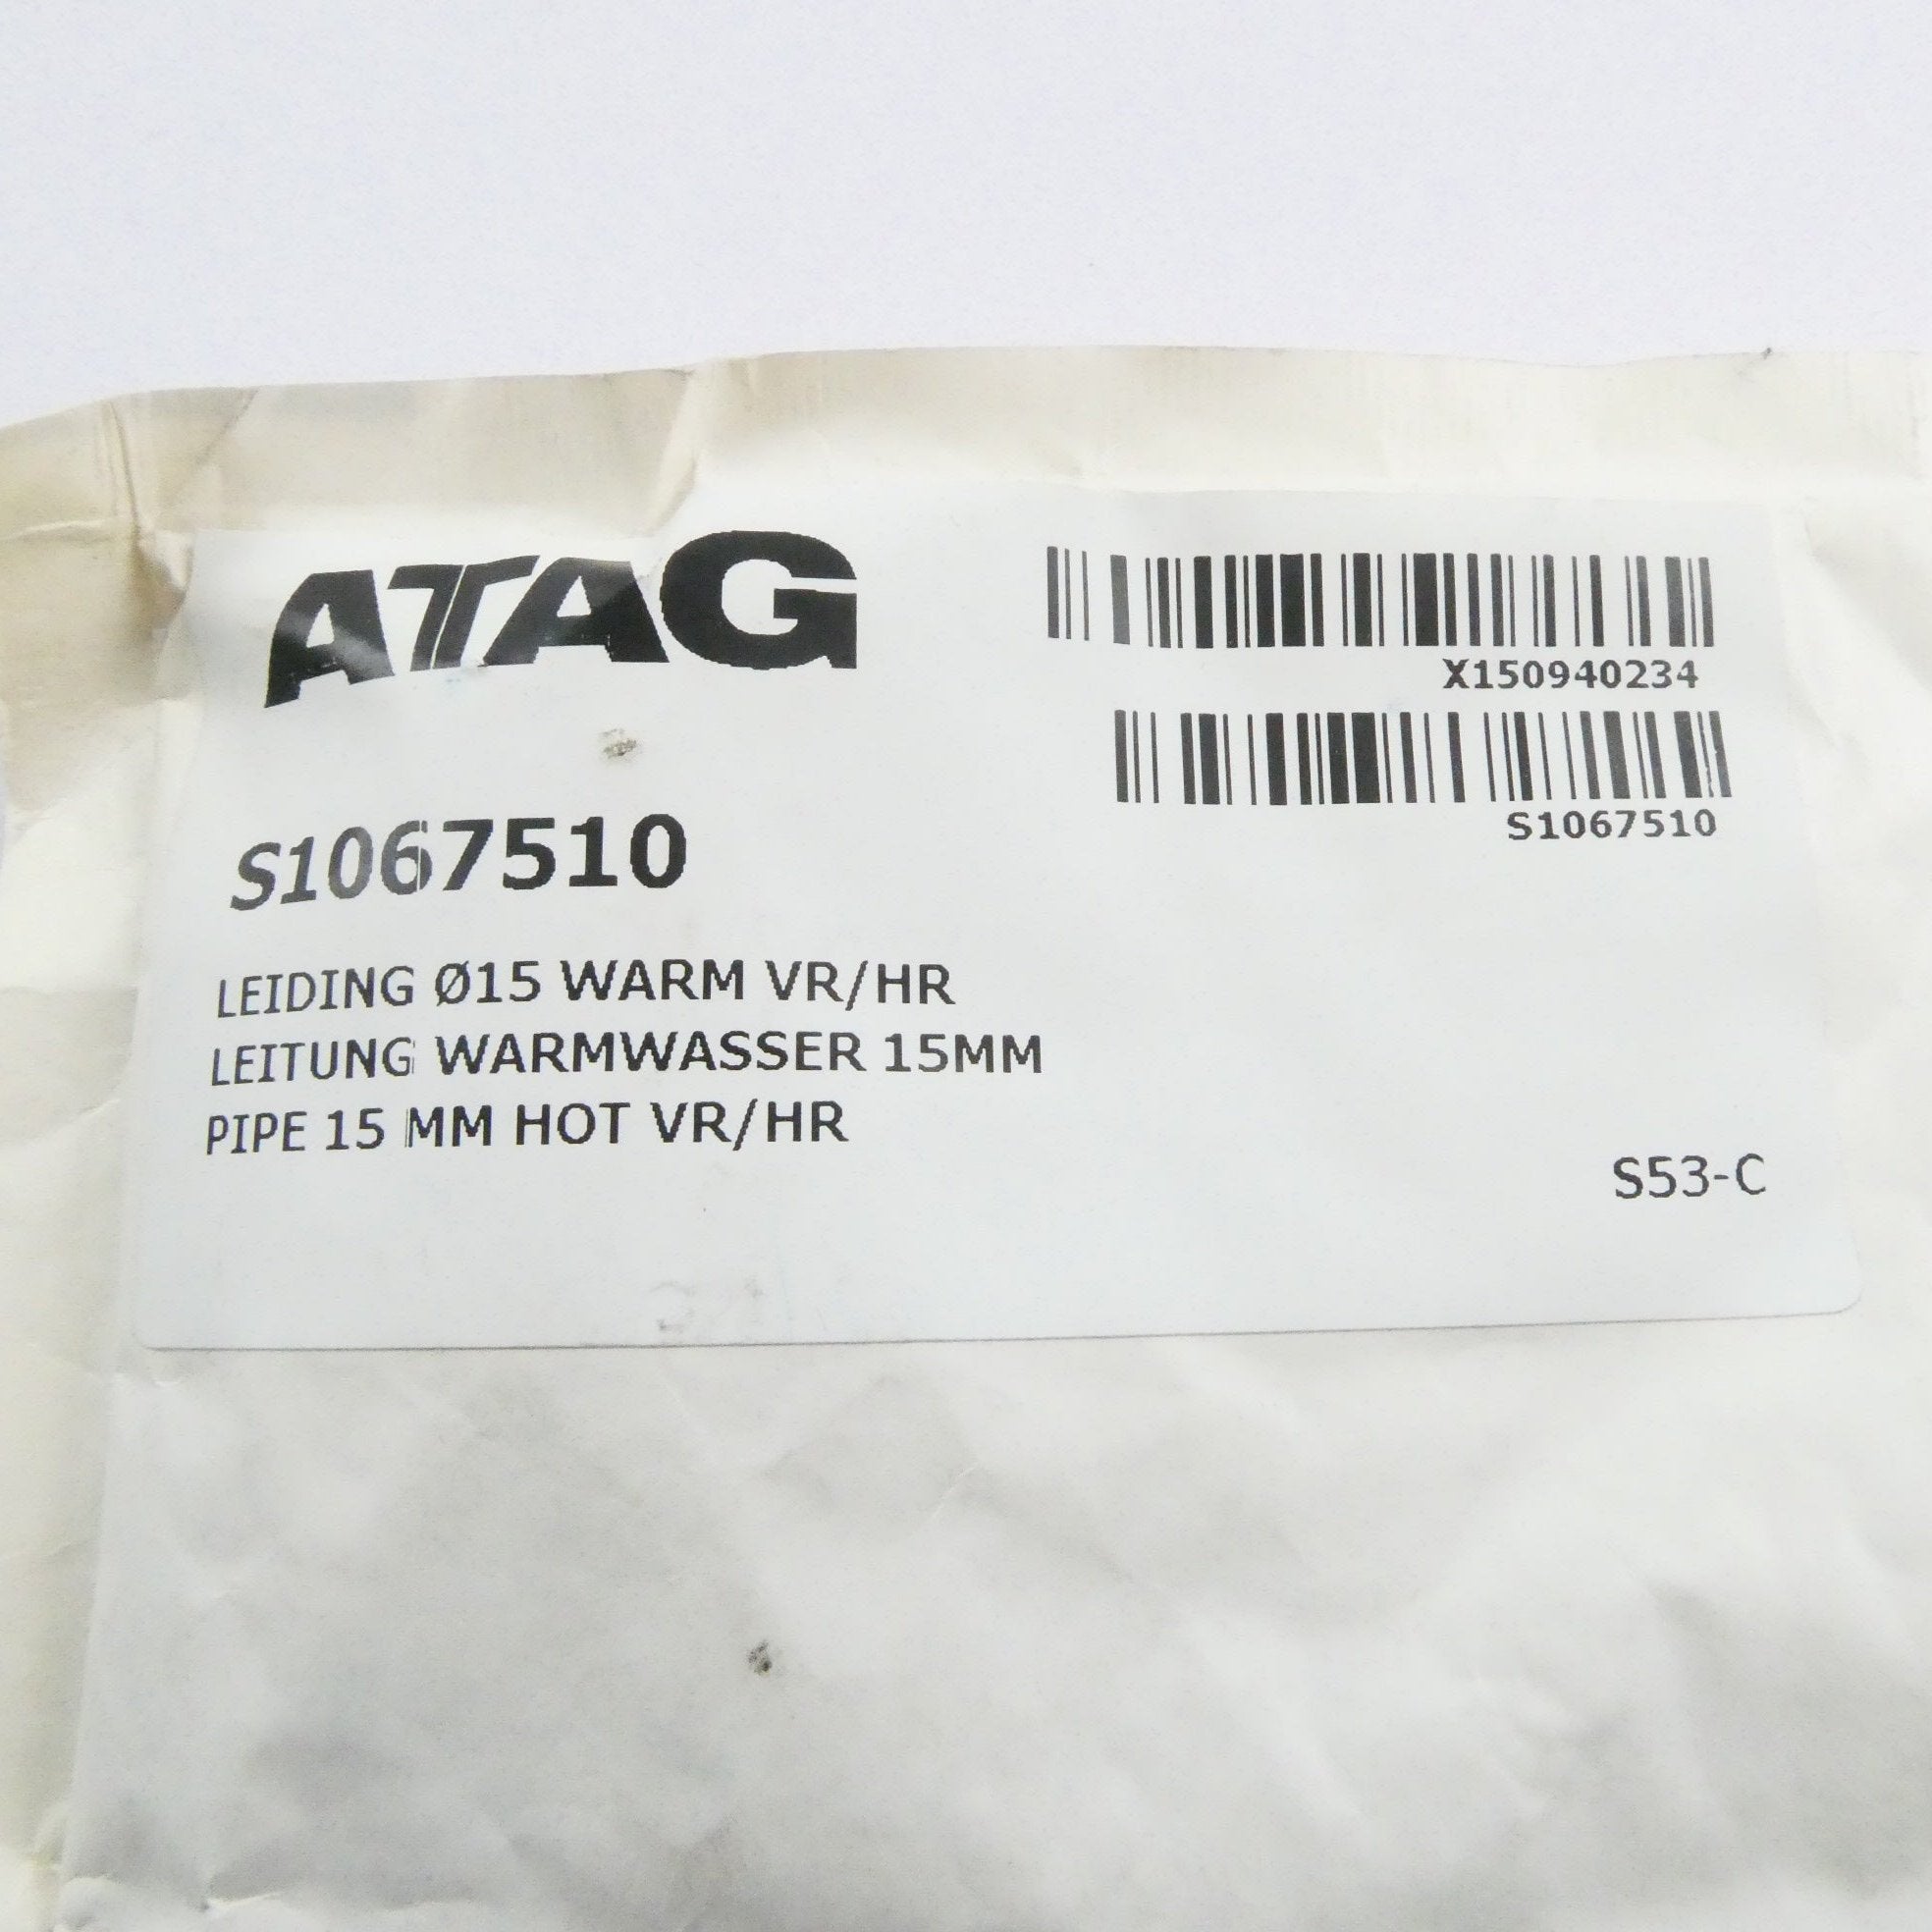 ATAG
X150940234
S1067510
S1067510
LEIDING Ø15 WARM VR/HR
LEITUNG WARMWASSER 15MM
PIPE 15 MM HOT VR/HR
S53-C